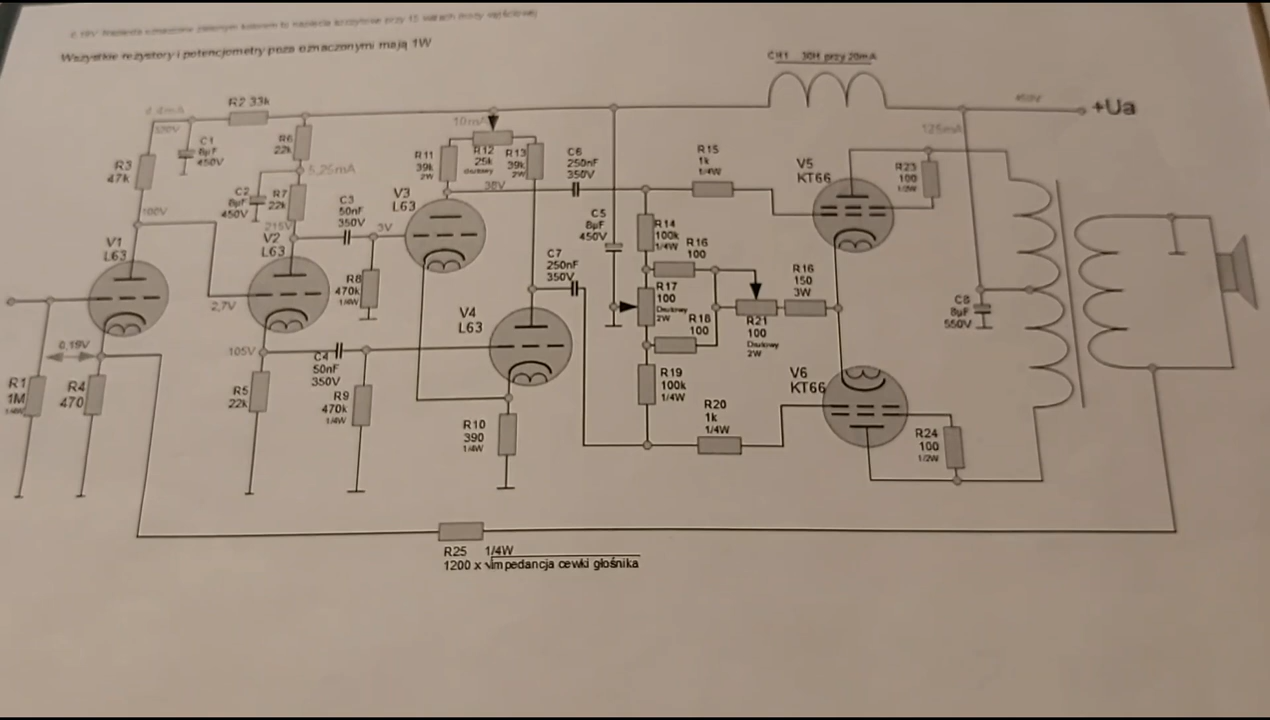 Wszystkie rezystory i potencjometry poza oznaczonymi mają 1W
CH1 30H przy 20mA
450V
+Ua
125mA
R2 33k
C1
8µF
450V
R3
47k
R6
22k
5,25mA
C2
8µF
450V
R7
22k
100V
215V
10mA
R11
39k
2W
R12
25k
Drutowy
R13
39k
2W
38V
C6
250nF
350V
R15
1k
1/4W
V5
KT66
R23
100
1/2W
V3
L63
C3
50nF
350V
3V
C5
8µF
450V
R14
100k
1/4W
R16
100
V1
L63
V2
L63
R8
470k
1/4W
C7
250nF
350V
R17
100
Drutowy
2W
R16
150
3W
2,7V
V4
L63
R18
100
R21
100
Drutowy
2W
C8
8µF
550V
0,19V
105V
C4
50nF
350V
R1
1M
1/4W
R4
470
R5
22k
R9
470k
1/4W
R19
100k
1/4W
V6
KT66
R10
390
1/4W
R20
1k
1/4W
R24
100
1/2W
R25 1/4W
1200 x √impedancja cewki głośnika